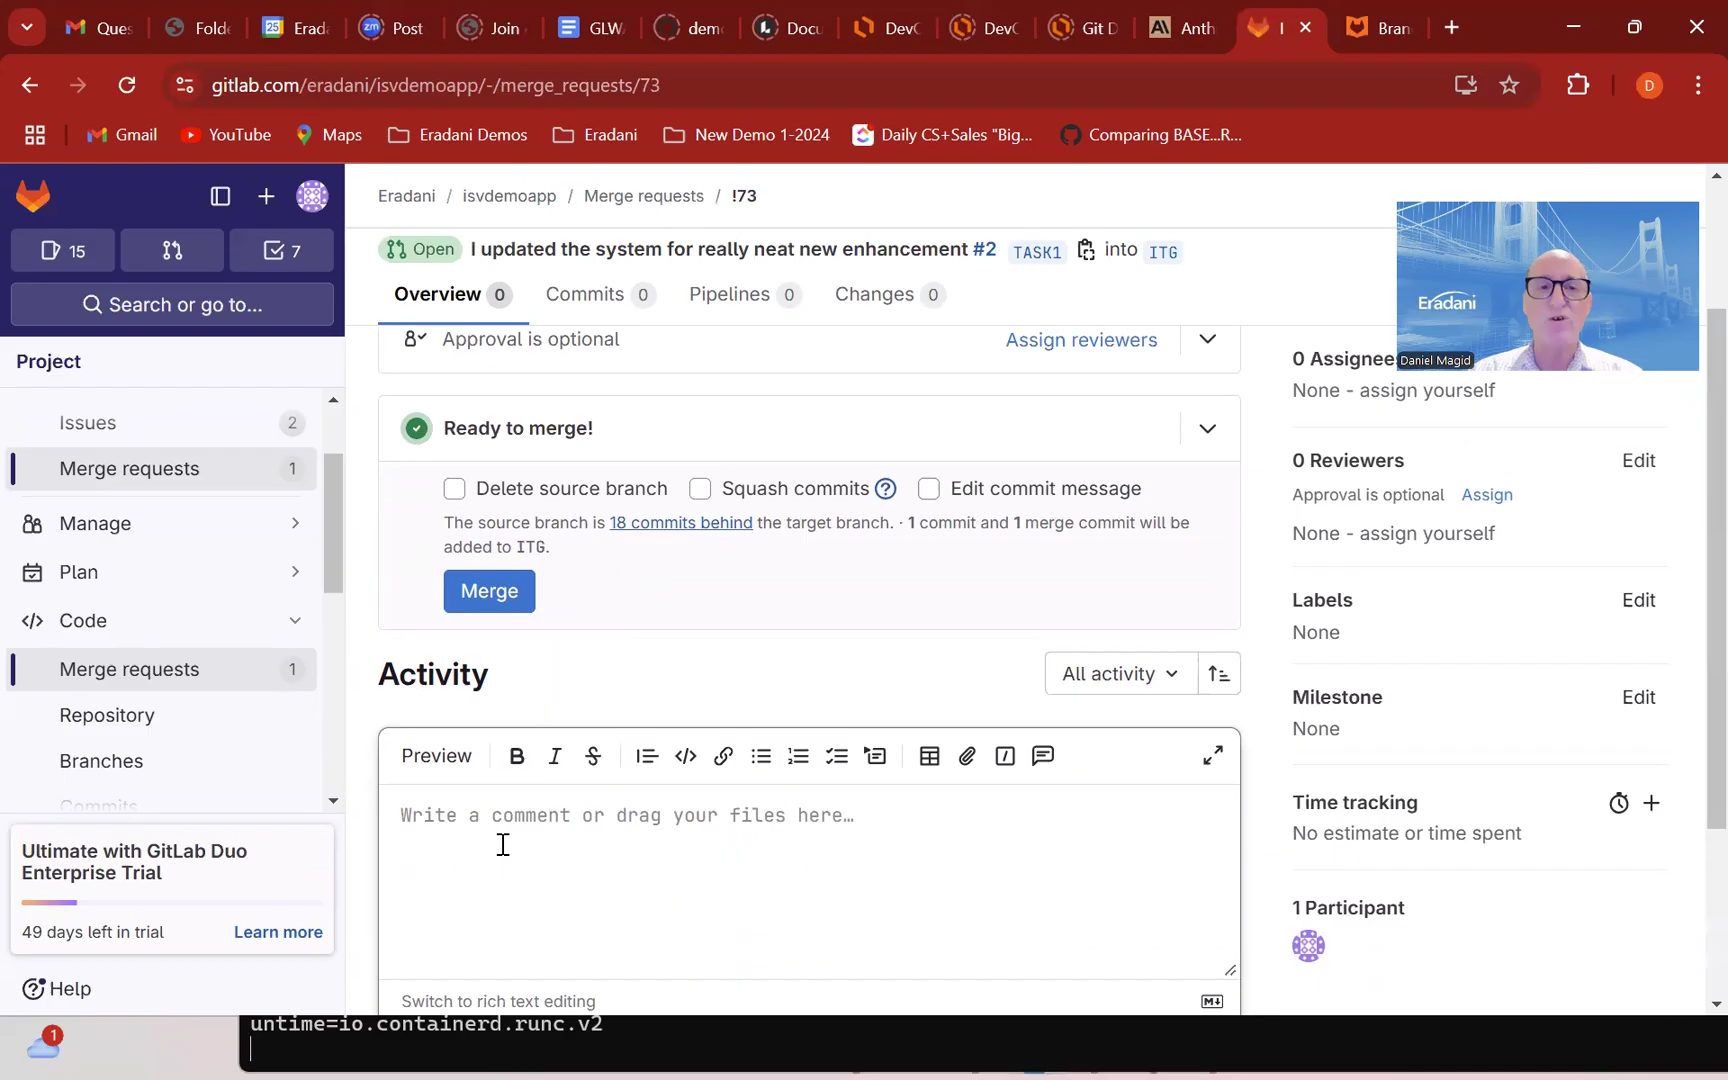 Ques
Folde
Erada
Post
Join
GLW
demo
Docu
DevO
DevO
Git D
Anth
I
Bran
gitlab.com/eradani/isvdemoapp/-/merge_requests/73
D
Gmail
YouTube
Maps
Eradani Demos
Eradani
New Demo 1-2024
Daily CS+Sales "Big...
Comparing BASE...R...
15
7
Search or go to...
Project
Issues 2
Merge requests 1
Manage
Plan
Code
Merge requests 1
Repository
Branches
Commits
Ultimate with GitLab Duo
Enterprise Trial
49 days left in trial Learn more
Help
1
Eradani / isvdemoapp / Merge requests / !73
Open I updated the system for really neat new enhancement #2 TASK1 into ITG
Overview 0 Commits 0 Pipelines 0 Changes 0
Approval is optional Assign reviewers
Ready to merge!
Delete source branch Squash commits Edit commit message
The source branch is 18 commits behind the target branch. · 1 commit and 1 merge commit will be
added to ITG.
Merge
Activity All activity
Preview
Write a comment or drag your files here…
Switch to rich text editing
untime=io.containerd.runc.v2
Eradani
Daniel Magid
0 Assignees
None - assign yourself
0 Reviewers Edit
Approval is optional Assign
None - assign yourself
Labels Edit
None
Milestone Edit
None
Time tracking
No estimate or time spent
1 Participant